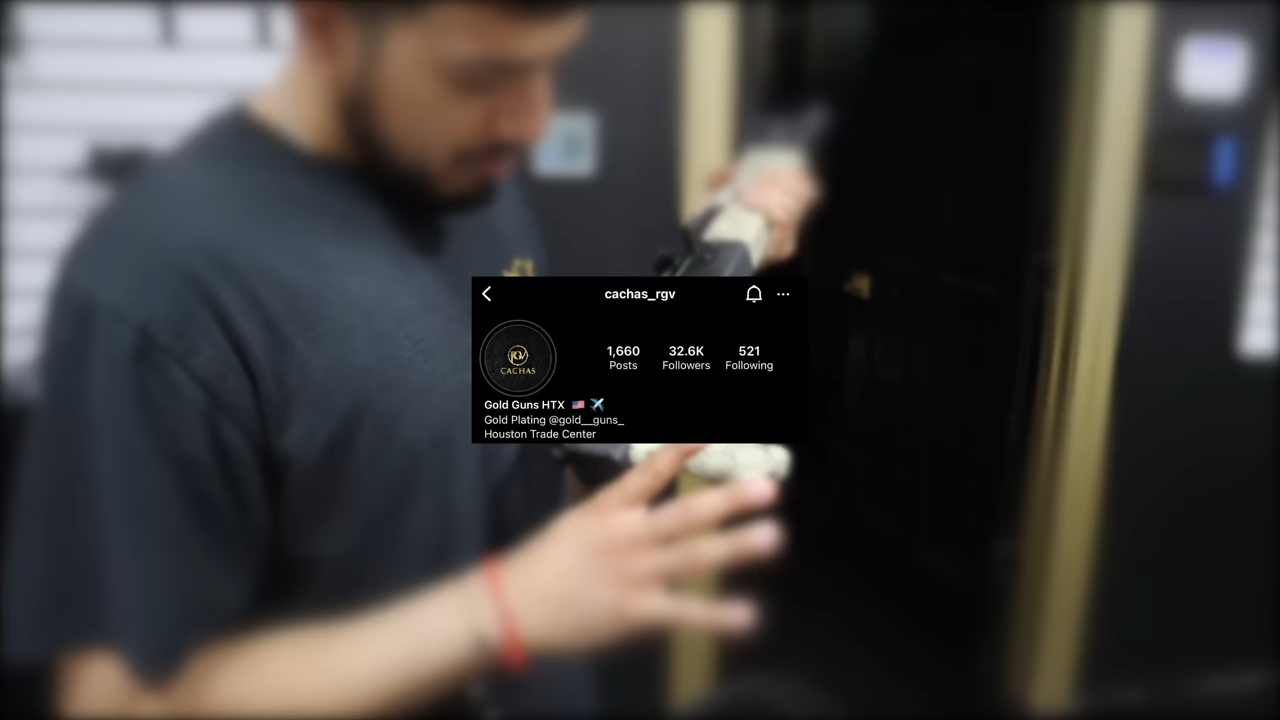 cachas_rgv
1,660 32.6K 521
Posts Followers Following
RGV
CACHAS
Gold Guns HTX 🇺🇸 ✈️
Gold Plating @gold__guns_
Houston Trade Center